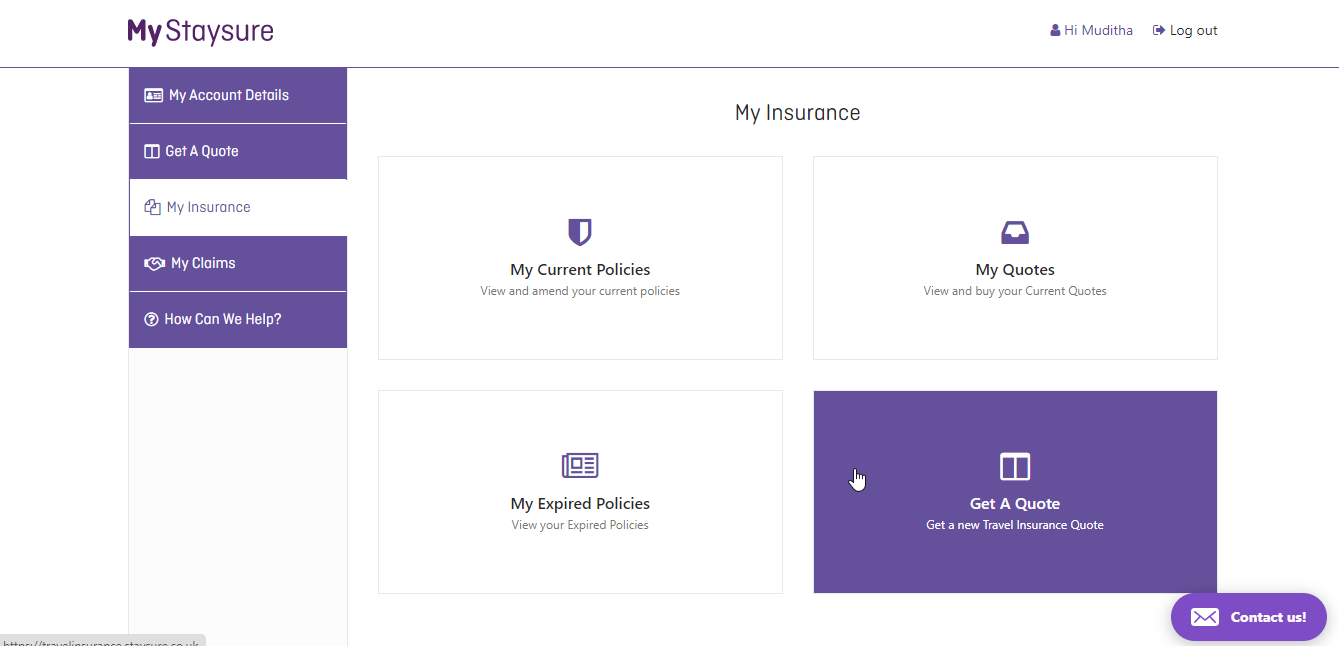 My Staysure
Hi Muditha
Log out
My Account Details
Get A Quote
My Insurance
My Claims
How Can We Help?
My Insurance
My Current Policies
View and amend your current policies
My Quotes
View and buy your Current Quotes
My Expired Policies
View your Expired Policies
Get A Quote
Get a new Travel Insurance Quote
Contact us!
https://travelinsurance.staysure.co.uk